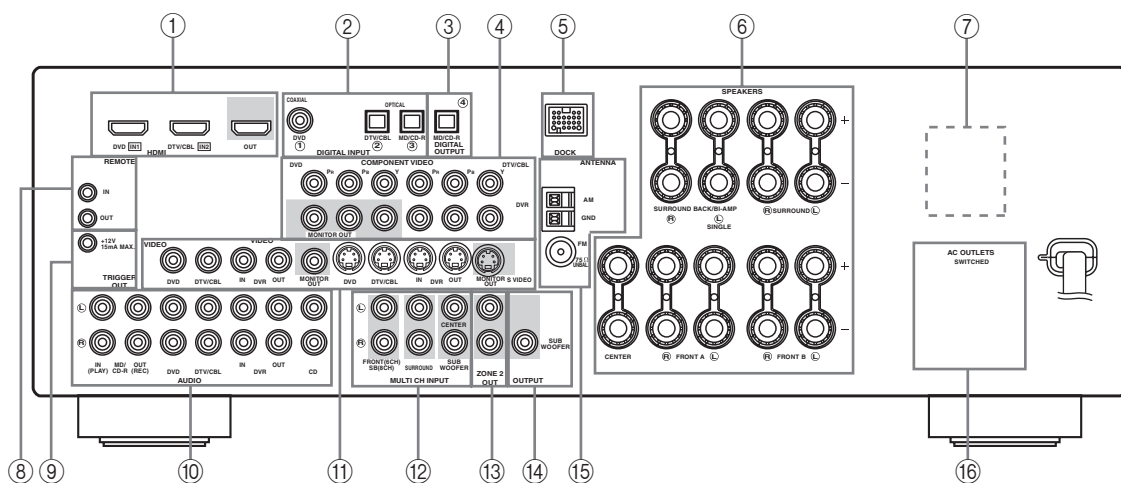 ① ② ③ ④ ⑤ ⑥ ⑦
COAXIAL
OPTICAL
④
SPEAKERS
DVD IN1 DTV/CBL IN2 OUT
HDMI
DVD
①
DTV/CBL
②
MD/CD-R
③
DIGITAL INPUT
MD/CD-R
DIGITAL
OUTPUT
DOCK
+
−
REMOTE
IN
OUT
DVD COMPONENT VIDEO DTV/CBL
PR PB Y PR PB Y
DVR
MONITOR OUT
ANTENNA
AM
GND
FM
75Ω
UNBAL.
SURROUND BACK/BI-AMP
Ⓡ Ⓛ
SINGLE
Ⓡ SURROUND Ⓛ
⑧
+12V
15mA MAX.
TRIGGER
OUT
⑨
VIDEO
VIDEO
DVD DTV/CBL IN DVR OUT MONITOR
OUT
DVD DTV/CBL IN DVR OUT MONITOR
OUT
S VIDEO
+
−
CENTER Ⓡ FRONT A Ⓛ Ⓡ FRONT B Ⓛ
AC OUTLETS
SWITCHED
Ⓛ
Ⓡ
IN
(PLAY)
MD/
CD-R
OUT
(REC)
DVD DTV/CBL IN DVR OUT CD
AUDIO
Ⓛ
Ⓡ
CENTER
FRONT(6CH)
SB(8CH)
SURROUND
SUB
WOOFER
MULTI CH INPUT
ZONE 2
OUT
SUB
WOOFER
OUTPUT
⑧ ⑨ ⑩ ⑪ ⑫ ⑬ ⑭ ⑮ ⑯